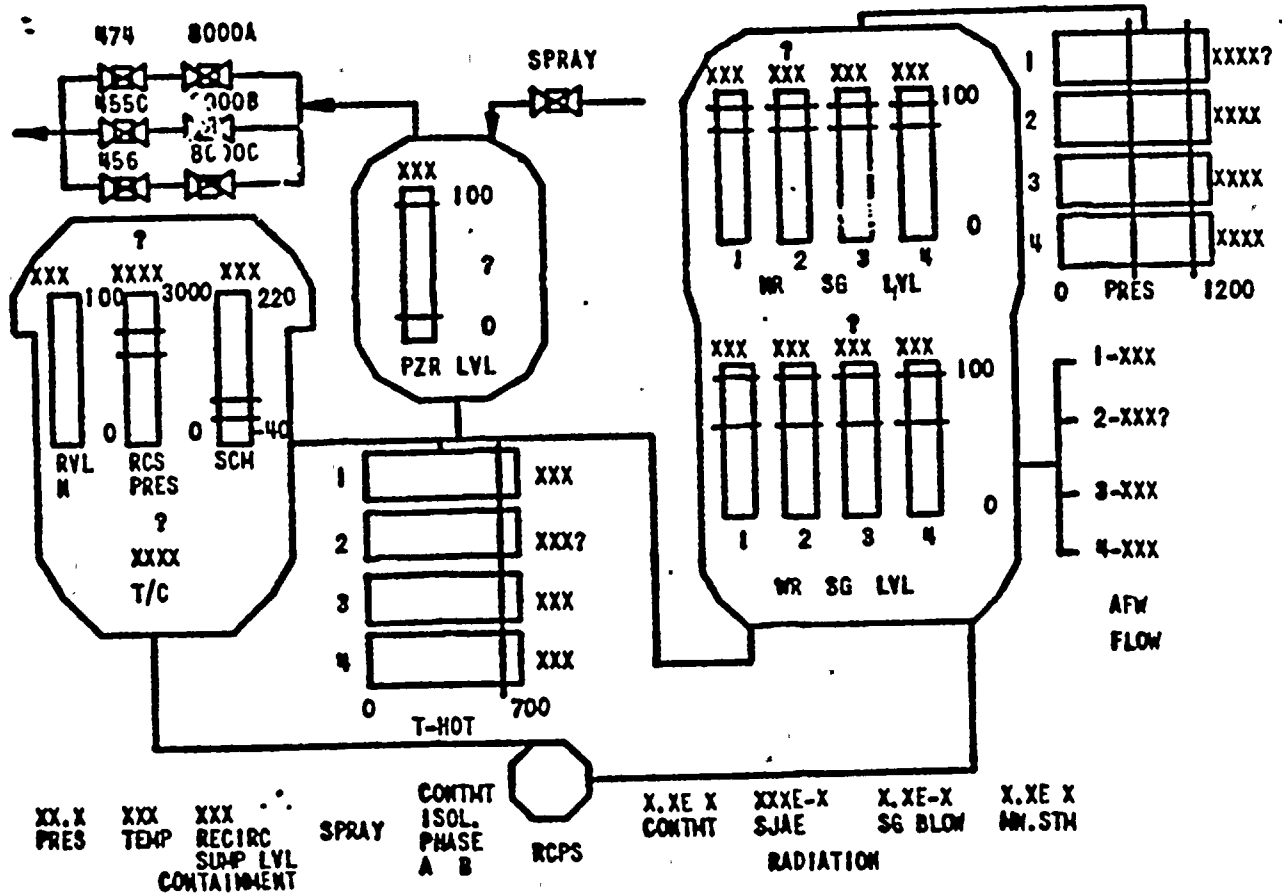 474 8000A
455C
456
SPRAY
XXX
100
?
0
PZR LVL
?
XXX XXXX XXX
100 3000 220
0 0 -40
RVL RCS SCM
PRES
?
XXXX
T/C
1 XXX
2 XXX?
3 XXX
4 XXX
0 700
T-HOT
?
XXX XXX XXX XXX
100
0
1 2 3 4
WR SG LVL
?
XXX XXX XXX XXX
100
0
1 2 3 4
WR SG LVL
1 XXXX?
2 XXXX
3 XXXX
4 XXXX
0 PRES 1200
1-XXX
2-XXX?
3-XXX
4-XXX
AFW
FLOW
XX.X XXX XXX
PRES TEMP RECIRC
SUMP LVL
CONTAINMENT
SPRAY
CONTMT
ISOL.
PHASE
A B
RCPS
X.XE X XXXE-X X.XE-X X.XE X
CONTMT SJAE SG BLOW MN.STM
RADIATION